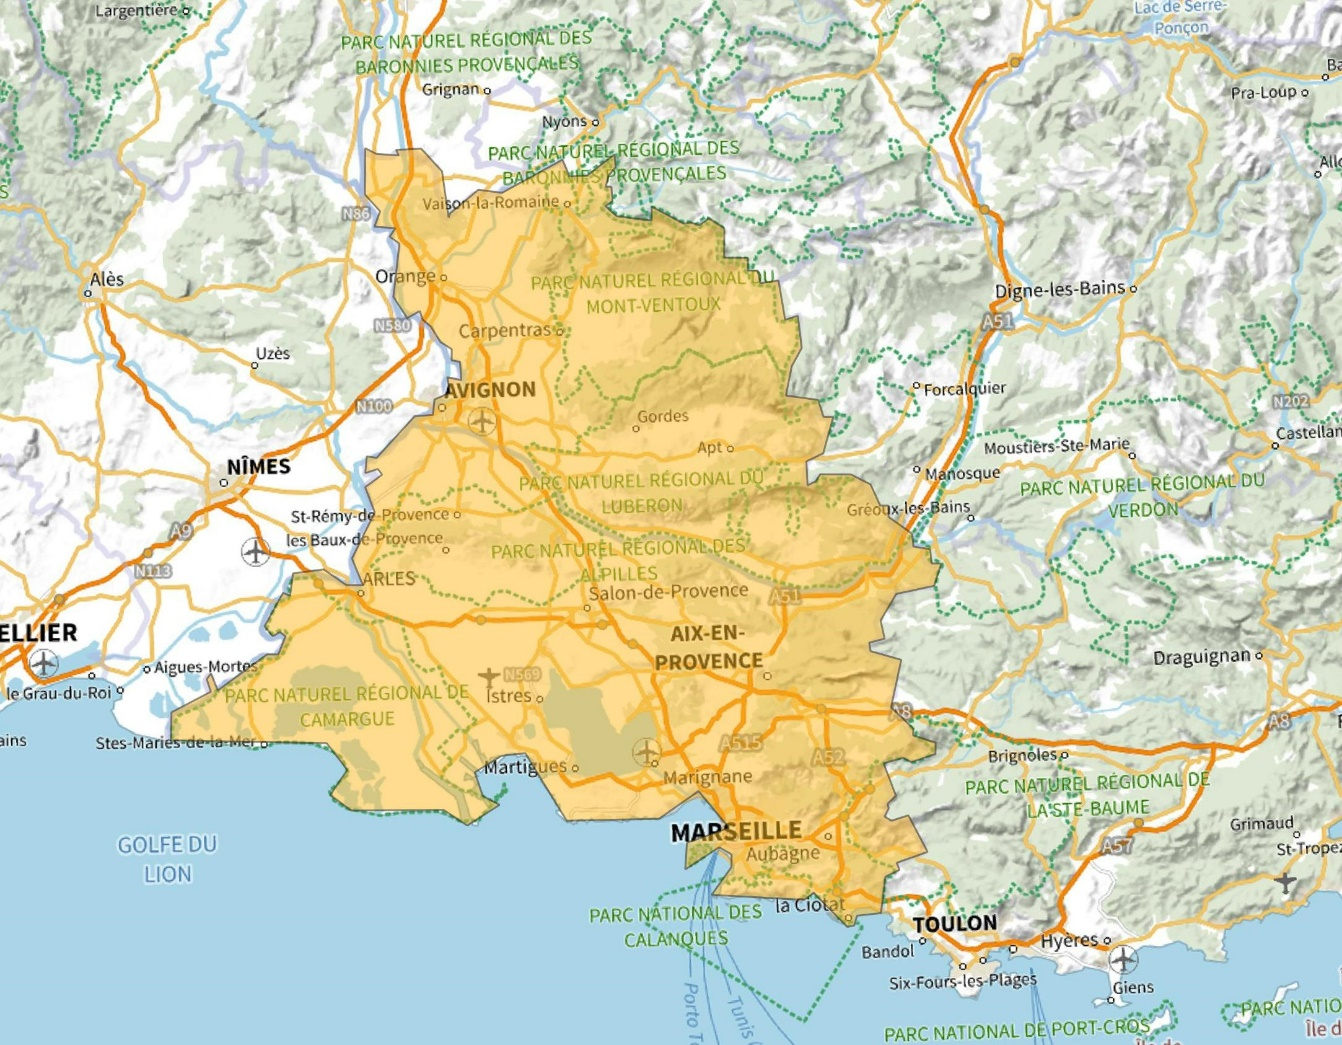 Largentière
PARC NATUREL RÉGIONAL DES
BARONNIES PROVENÇALES
Grignan
Nyons
PARC NATUREL RÉGIONAL DES
BARONNIES PROVENÇALES
Lac de Serre-
Ponçon
Pra-Loup
N86
Vaison-la-Romaine
Alès
Orange
PARC NATUREL RÉGIONAL DU
MONT-VENTOUX
Digne-les-Bains
N580
Carpentras
A51
Uzès
AVIGNON
Forcalquier
N100
Gordes
N202
NÎMES
Apt
Moustiers-Ste-Marie
Manosque
PARC NATUREL RÉGIONAL DU
LUBERON
PARC NATUREL RÉGIONAL DU
VERDON
St-Rémy-de-Provence
Gréoux-les-Bains
A9
les Baux-de-Provence
PARC NATUREL RÉGIONAL DES
ALPILLES
N113
ARLES
Salon-de-Provence
A51
ELLIER
AIX-EN-
PROVENCE
Draguignan
Aigues-Mortes
N569
le Grau-du-Roi
Istres
PARC NATUREL RÉGIONAL DE
CAMARGUE
A8
A8
Stes-Maries-de-la-Mer
A515
A52
Brignoles
Martigues
Marignane
PARC NATUREL RÉGIONAL DE
LA STE-BAUME
MARSEILLE
Grimaud
GOLFE DU
LION
Aubagne
A57
la Ciotat
PARC NATIONAL DES
CALANQUES
TOULON
Bandol
Hyères
Six-Fours-les-Plages
Giens
Tunis
PARC NATIONAL DE PORT-CROS